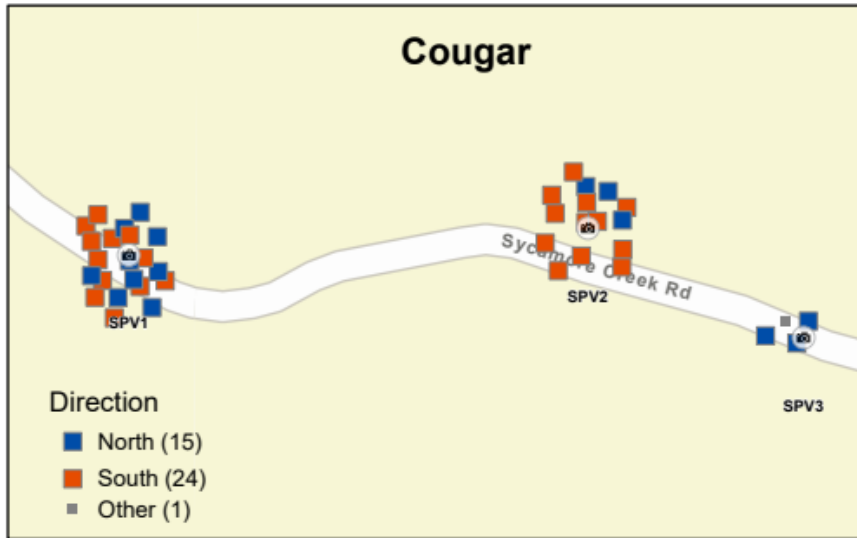 Cougar
Sycamore Creek Rd
SPV1
SPV2
SPV3
Direction
North (15)
South (24)
Other (1)